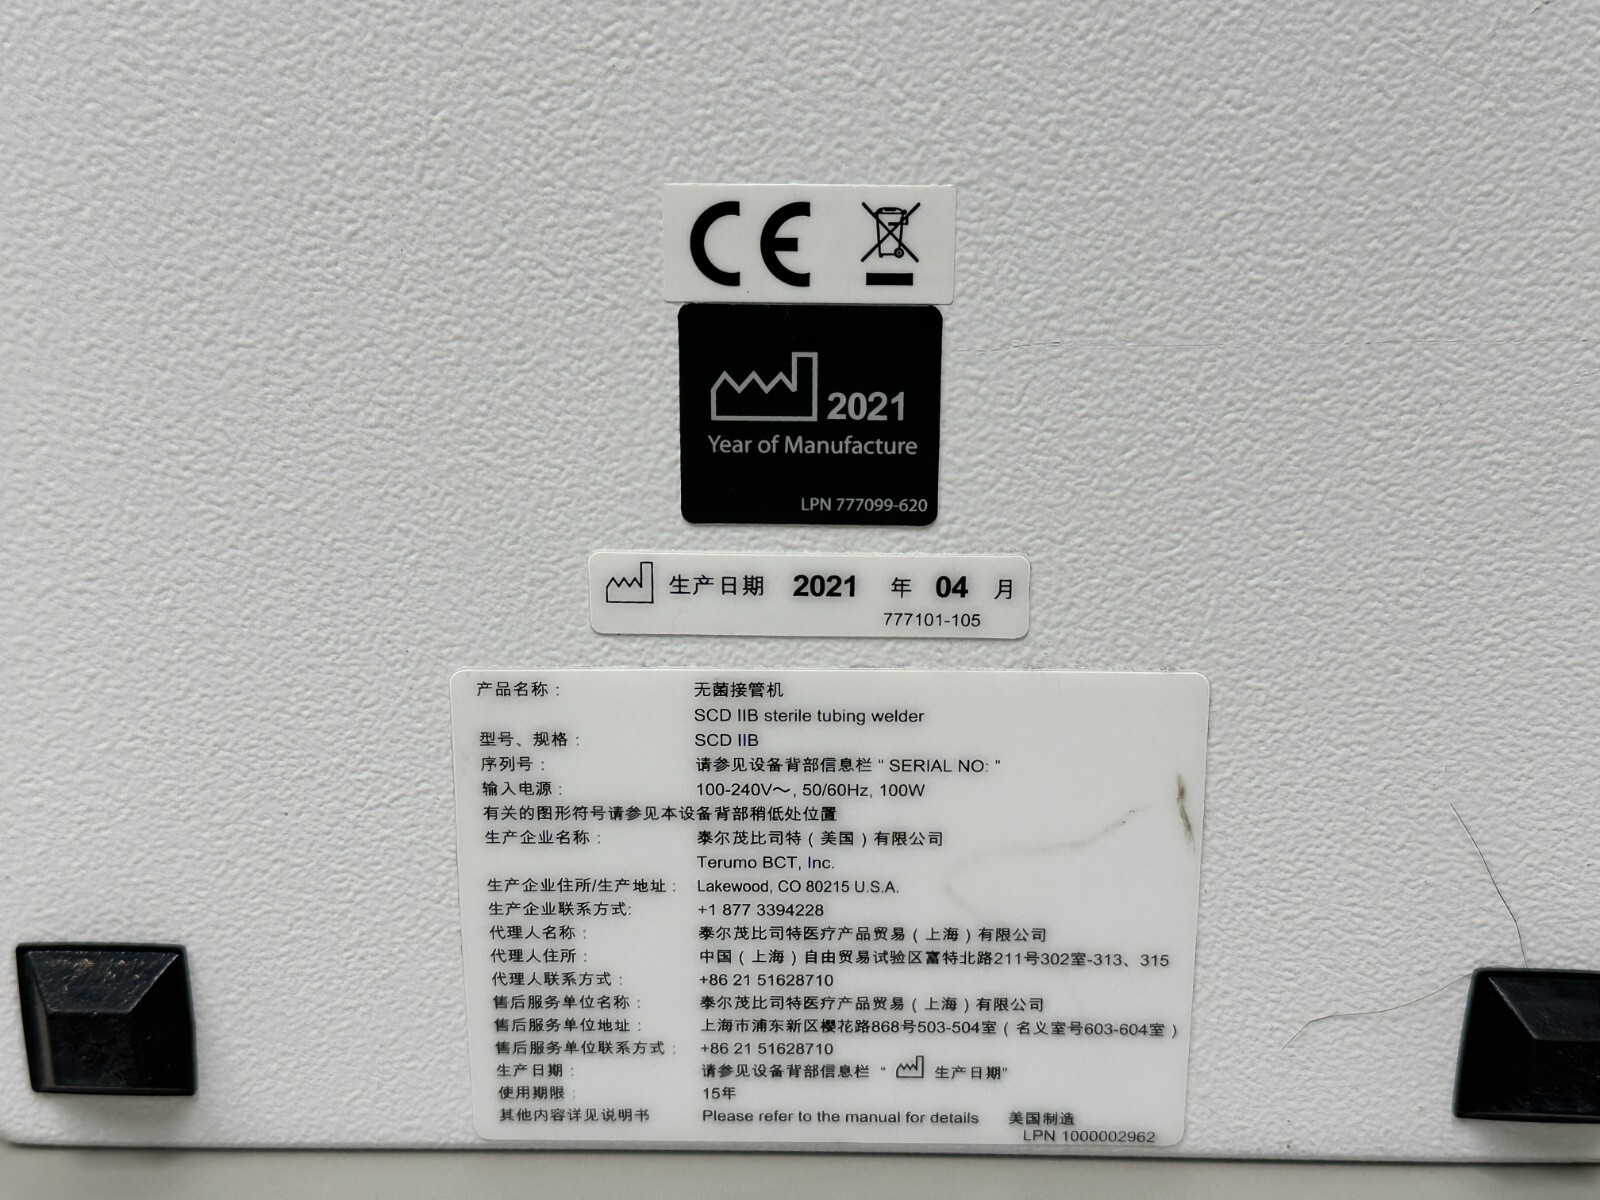 CE
2021
Year of Manufacture
LPN 777099-620
生产日期 2021 年 04 月
777101-105
产品名称： 无菌接管机
SCD IIB sterile tubing welder
型号、规格： SCD IIB
序列号： 请参见设备背部信息栏 " SERIAL NO: "
输入电源： 100-240V～, 50/60Hz, 100W
有关的图形符号请参见本设备背部稍低处位置
生产企业名称： 泰尔茂比司特（美国）有限公司
Terumo BCT, Inc.
生产企业住所/生产地址： Lakewood, CO 80215 U.S.A.
生产企业联系方式: +1 877 3394228
代理人名称： 泰尔茂比司特医疗产品贸易（上海）有限公司
代理人住所： 中国（上海）自由贸易试验区富特北路211号302室-313、315
代理人联系方式： +86 21 51628710
售后服务单位名称： 泰尔茂比司特医疗产品贸易（上海）有限公司
售后服务单位地址： 上海市浦东新区樱花路868号503-504室（名义室号603-604室）
售后服务单位联系方式： +86 21 51628710
生产日期： 请参见设备背部信息栏 " 生产日期"
使用期限： 15年
其他内容详见说明书 Please refer to the manual for details 美国制造
LPN 1000002962